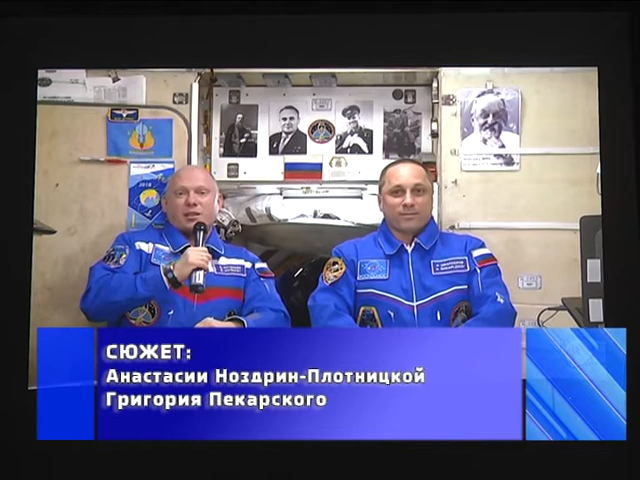 СЮЖЕТ:
Анастасии Ноздрин-Плотницкой
Григория Пекарского